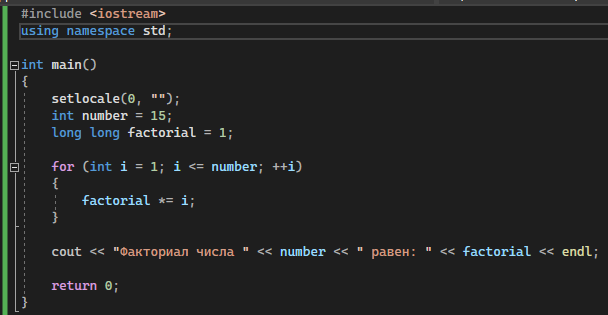 #include <iostream>
using namespace std;
int main()
{
setlocale(0, "");
int number = 15;
long long factorial = 1;
for (int i = 1; i <= number; ++i)
{
factorial *= i;
}
cout << "Факториал числа " << number << " равен: " << factorial << endl;
return 0;
}